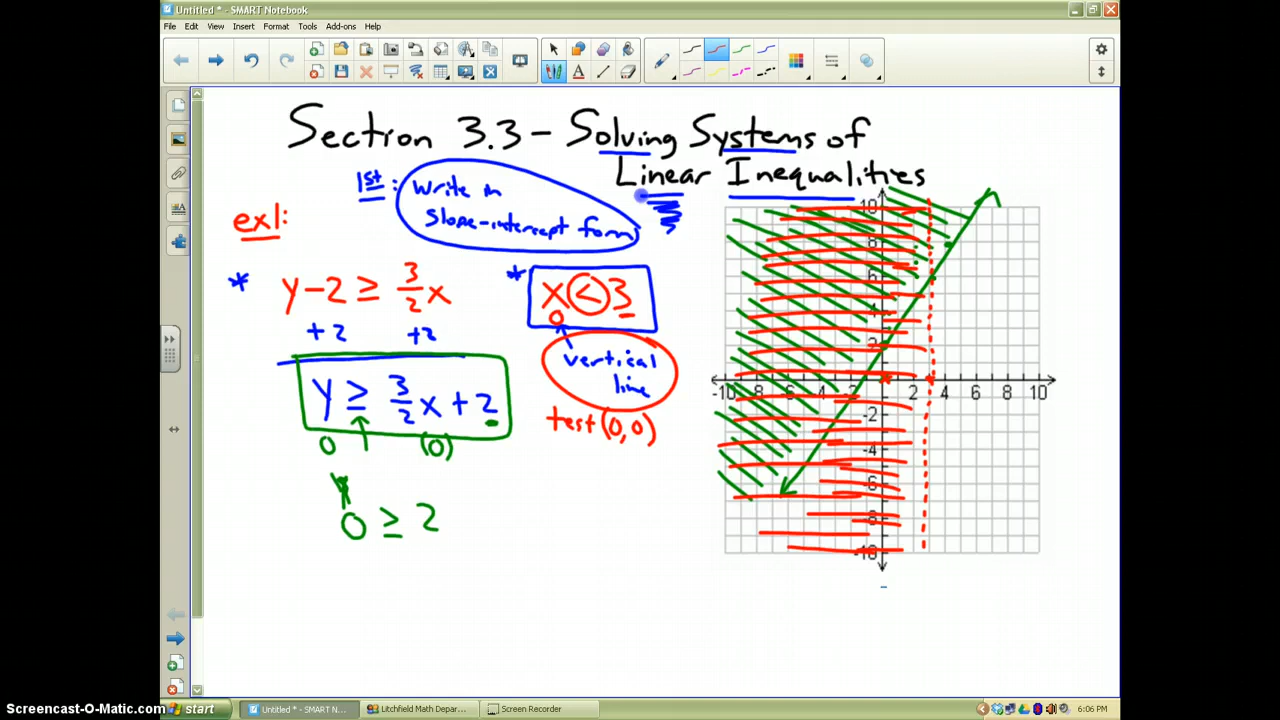 Untitled * - SMART Notebook
File Edit View Insert Format Tools Add-ons Help
Section 3.3 – Solving Systems of
Linear Inequalities
1st: Write in
slope-intercept form
ex1:
* y-2 ≥ 3/2 x
+2 +2
y ≥ 3/2 x + 2
0 (0)
0 ≥ 2
* x < 3
0
vertical
line
test (0,0)
10
8
6
4
2
-10 -8 -6 -4 -2 2 4 6 8 10
-2
-4
-6
-8
-10
Screencast-O-Matic.com
start Untitled * - SMART N... Litchfield Math Depar... Screen Recorder 6:06 PM